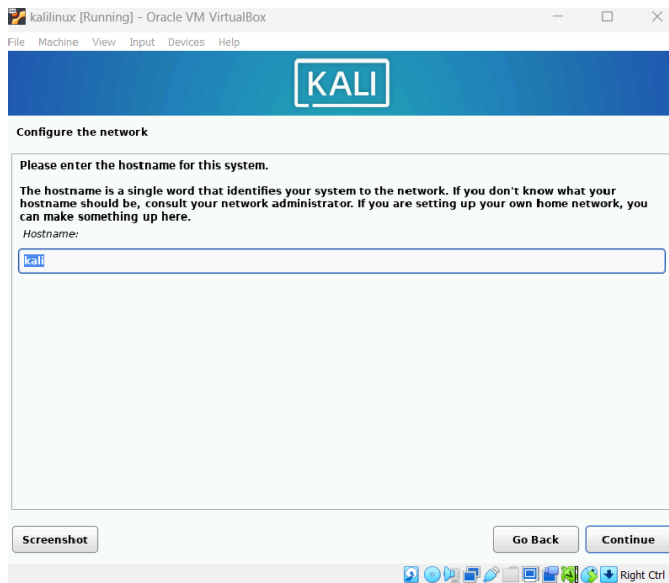 kalilinux [Running] - Oracle VM VirtualBox
File Machine View Input Devices Help
KALI
Configure the network
Please enter the hostname for this system.
The hostname is a single word that identifies your system to the network. If you don't know what your
hostname should be, consult your network administrator. If you are setting up your own home network, you
can make something up here.
Hostname:
kali
Screenshot
Go Back
Continue
Right Ctrl